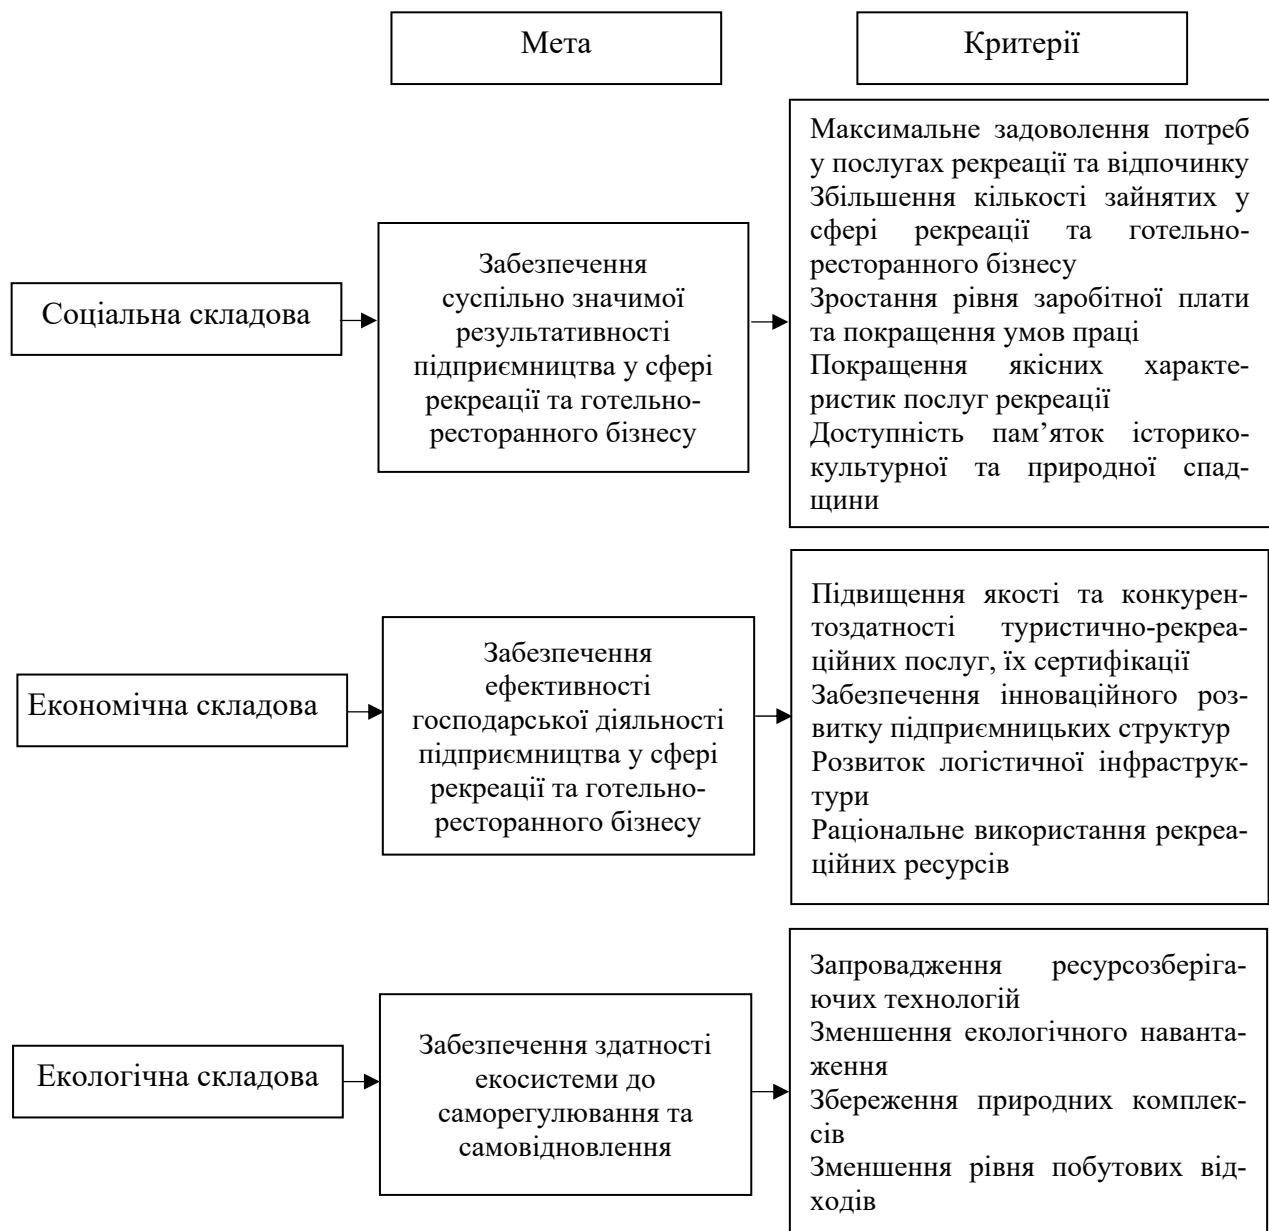 Мета
Критерії
Соціальна складова
Забезпечення
суспільно значимої
результативності
підприємництва у сфері
рекреації та готельно-
ресторанного бізнесу
Максимальне задоволення потреб
у послугах рекреації та відпочинку
Збільшення кількості зайнятих у
сфері рекреації та готельно-
ресторанного бізнесу
Зростання рівня заробітної плати
та покращення умов праці
Покращення якісних характе-
ристик послуг рекреації
Доступність пам’яток історико-
культурної та природної спад-
щини
Економічна складова
Забезпечення
ефективності
господарської діяльності
підприємництва у сфері
рекреації та готельно-
ресторанного бізнесу
Підвищення якості та конкурен-
тоздатності туристично-рекреа-
ційних послуг, їх сертифікації
Забезпечення інноваційного роз-
витку підприємницьких структур
Розвиток логістичної інфраструк-
тури
Раціональне використання рекреа-
ційних ресурсів
Екологічна складова
Забезпечення здатності
екосистеми до
саморегулювання та
самовідновлення
Запровадження ресурсозберіга-
ючих технологій
Зменшення екологічного наванта-
ження
Збереження природних комплек-
сів
Зменшення рівня побутових від-
ходів